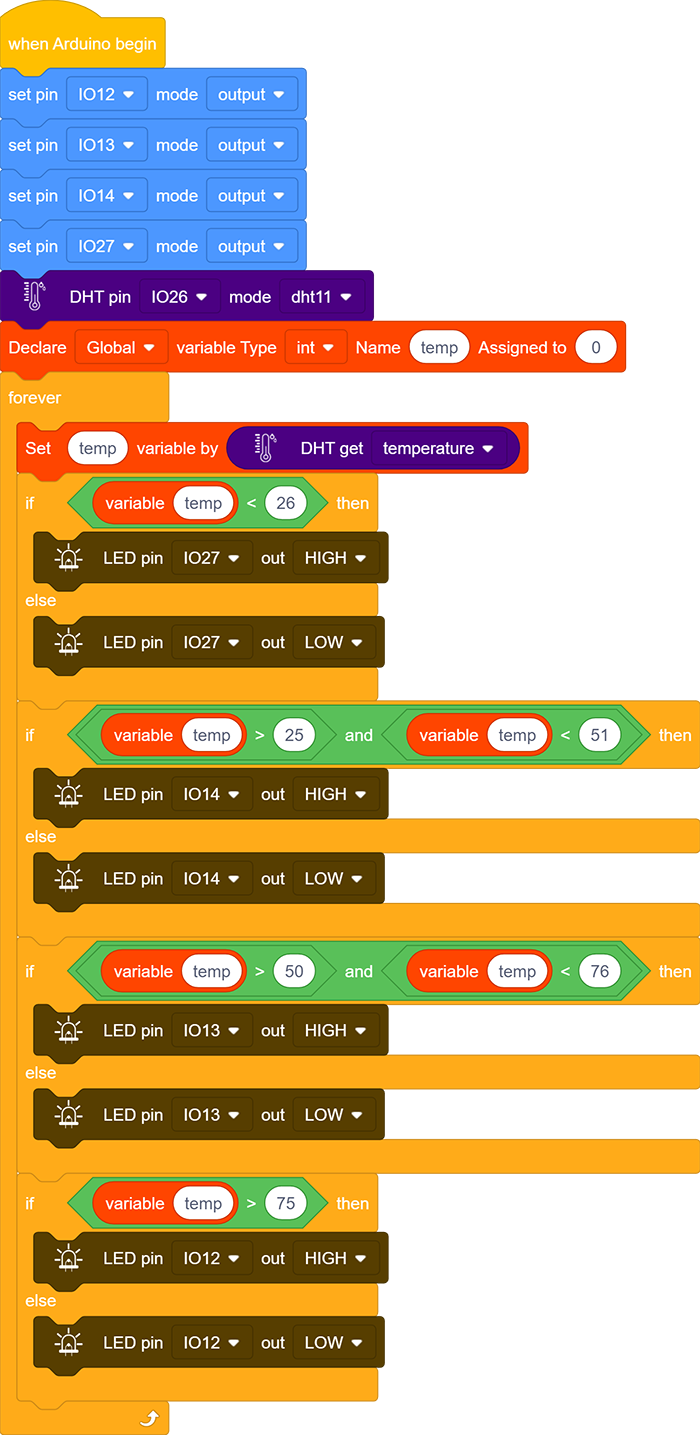 when Arduino begin
set pin IO12 mode output
set pin IO13 mode output
set pin IO14 mode output
set pin IO27 mode output
DHT pin IO26 mode dht11
Declare Global variable Type int Name temp Assigned to 0
forever
Set temp variable by DHT get temperature
if variable temp < 26 then
LED pin IO27 out HIGH
else
LED pin IO27 out LOW
if variable temp > 25 and variable temp < 51 then
LED pin IO14 out HIGH
else
LED pin IO14 out LOW
if variable temp > 50 and variable temp < 76 then
LED pin IO13 out HIGH
else
LED pin IO13 out LOW
if variable temp > 75 then
LED pin IO12 out HIGH
else
LED pin IO12 out LOW